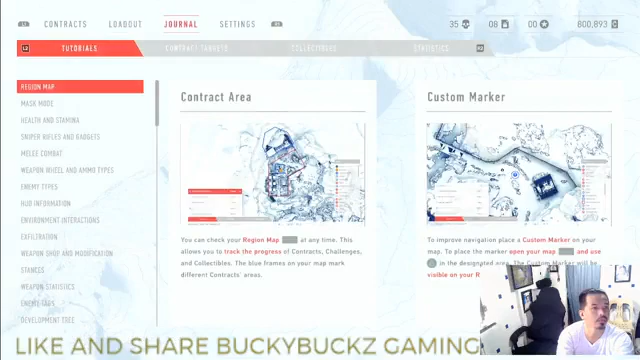 CONTRACTS LOADOUT JOURNAL SETTINGS 35 08 00 800,893
TUTORIALS CONTRACT TARGETS COLLECTIBLES STATISTICS
REGION MAP
MASK MODE
HEALTH AND STAMINA
SNIPER RIFLES AND GADGETS
MELEE COMBAT
WEAPON WHEEL AND AMMO TYPES
ENEMY TYPES
HUD INFORMATION
ENVIRONMENT INTERACTIONS
EXFILTRATION
WEAPON SHOP AND MODIFICATION
STANCES
WEAPON STATISTICS
ENEMY TAGS
DEVELOPMENT TREE
Contract Area
You can check your Region Map at any time. This
allows you to track the progress of Contracts, Challenges,
and Collectibles. The blue frames on your map mark
different Contracts' areas.
Custom Marker
To improve navigation place a Custom Marker on your
map. To place the marker open your map and use
in the designated area. The Custom Marker will be
visible on your R
LIKE AND SHARE BUCKYBUCKZ GAMING